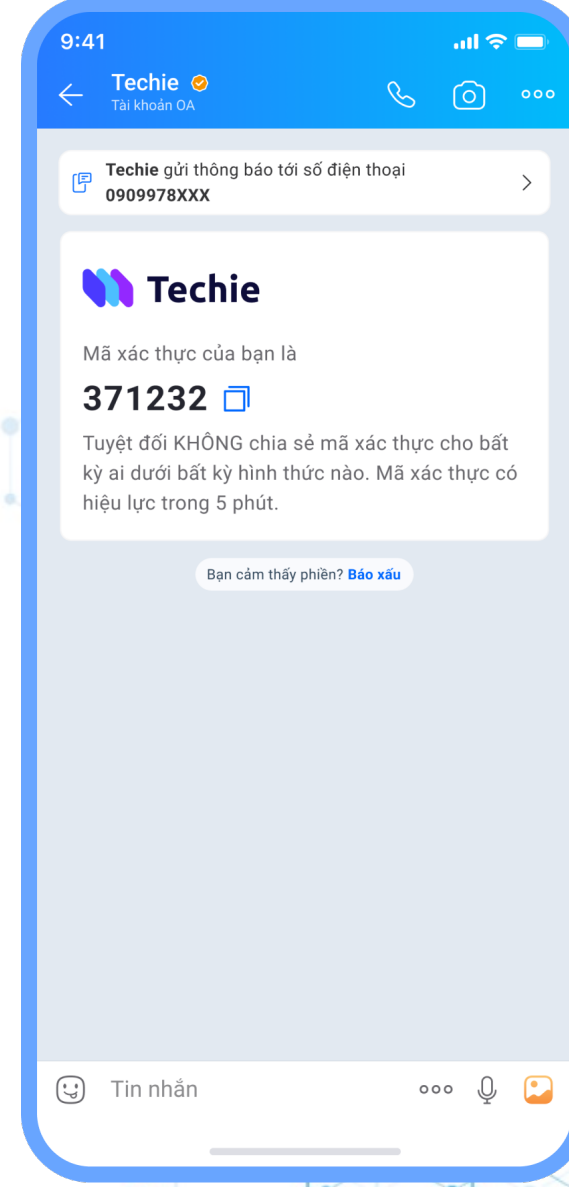 9:41
Techie
Tài khoản OA
Techie gửi thông báo tới số điện thoại
0909978XXX
Techie
Mã xác thực của bạn là
371232
Tuyệt đối KHÔNG chia sẻ mã xác thực cho bất
kỳ ai dưới bất kỳ hình thức nào. Mã xác thực có
hiệu lực trong 5 phút.
Bạn cảm thấy phiền? Báo xấu
Tin nhắn